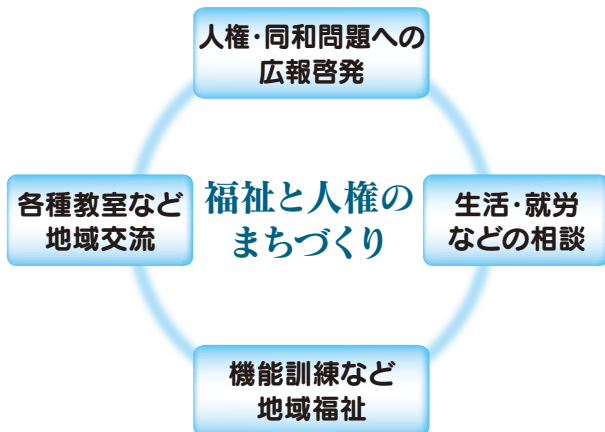 人権・同和問題への
広報啓発
各種教室など
地域交流
福祉と人権の
まちづくり
生活・就労
などの相談
機能訓練など
地域福祉